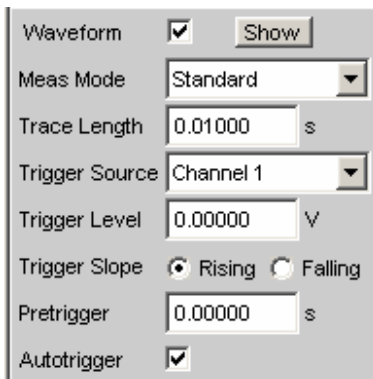 Waveform Show
Meas Mode Standard
Trace Length 0.01000 s
Trigger Source Channel 1
Trigger Level 0.00000 V
Trigger Slope Rising Falling
Pretrigger 0.00000 s
Autotrigger